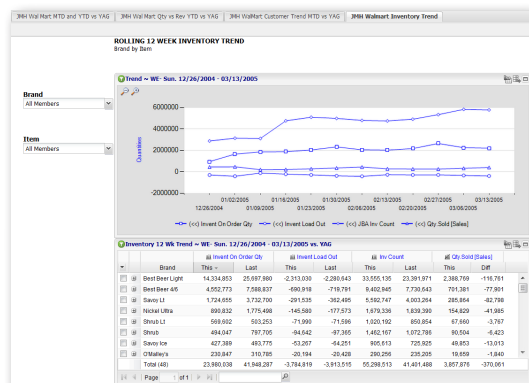 JMH Wal Mart MTD and YTD vs YAG
JMH Wal Mart Qty vs Rev YTD vs YAG
JMH WalMart Customer Trend MTD vs YAG
JMH Walmart Inventory Trend
ROLLING 12 WEEK INVENTORY TREND
Brand by Item
Brand
All Members
Item
All Members
Trend ~ WE- Sun. 12/26/2004 - 03/13/2005
Quantities
6000000
4000000
2000000
0
-2000000
01/02/2005 01/16/2005 01/30/2005 02/13/2005 02/27/2005 03/13/2005
12/26/2004 01/09/2005 01/23/2005 02/06/2005 02/20/2005 03/06/2005
(<<) Invent On Order Qty (<<) Invent Load Out (<<) JBA Inv Count (<<) Qty Sold [Sales]
Inventory 12 Wk Trend ~ WE- Sun. 12/26/2004 - 03/13/2005 vs. YAG
Invent On Order Qty Invent Load Out Inv Count Qty Sold [Sales]
Brand This Last This Last This Last This Diff
Best Beer Light 14,334,853 25,697,980 -2,313,030 -2,280,643 33,555,135 23,391,971 2,388,769 -116,761
Best Beer 4/6 4,552,773 7,588,837 -690,918 -719,791 9,402,945 7,730,643 701,381 -77,901
Savoy Lt 1,724,655 3,732,700 -291,535 -362,495 5,592,747 4,003,264 285,864 -82,798
Nickel Ultra 890,832 1,775,498 -145,580 -177,573 1,679,336 1,839,390 154,829 -41,985
Shrub Lt 569,602 503,253 -71,990 -71,596 1,020,192 850,854 67,660 -3,767
Shrub 494,047 797,705 -94,642 -97,365 1,462,167 1,072,786 90,504 -6,423
Savoy Ice 427,389 493,775 -53,267 -64,251 905,613 725,925 49,853 -13,013
O'Malley's 230,847 310,785 -20,194 -20,428 290,256 235,205 19,659 -1,840
Total (48) 23,980,038 41,948,287 -3,784,819 -3,913,515 55,298,513 41,401,488 3,857,876 -370,061
Page 1 of 1